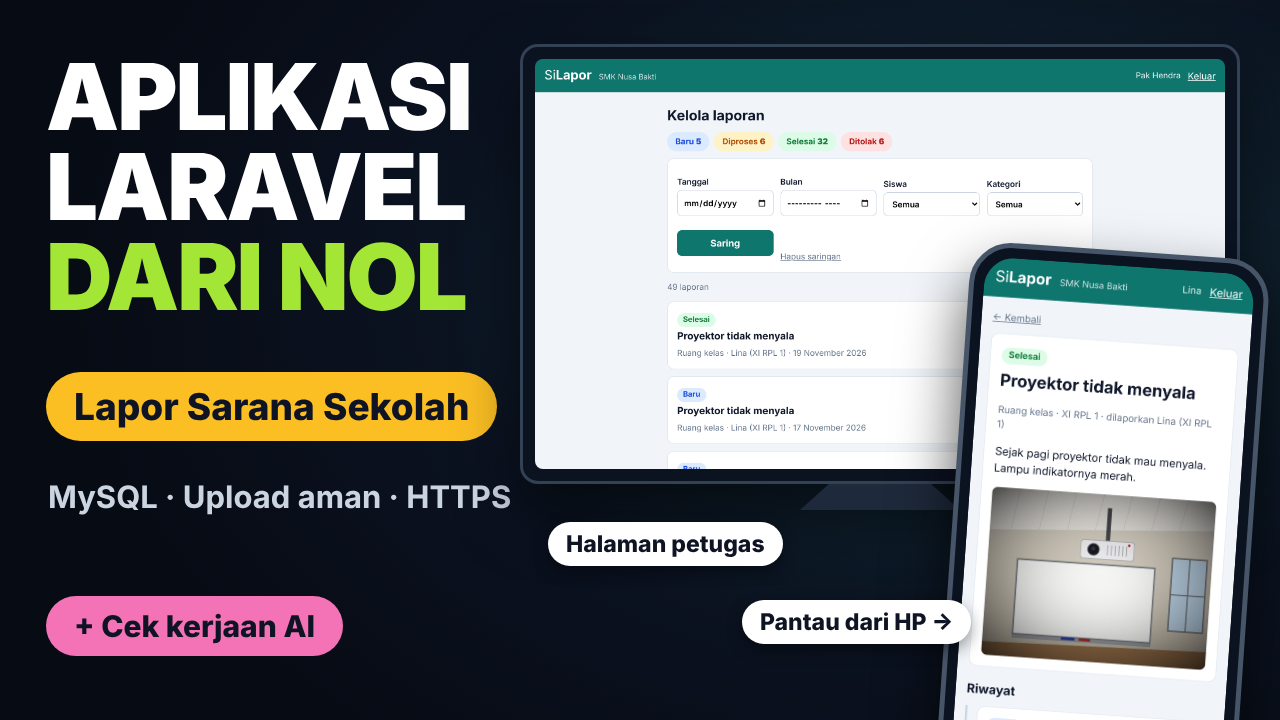 APLIKASI
LARAVEL
DARI NOL
Lapor Sarana Sekolah
MySQL · Upload aman · HTTPS
+ Cek kerjaan AI
SiLapor SMK Nusa Bakti
Pak Hendra Keluar
Kelola laporan
Baru 5 Diproses 6 Selesai 32 Ditolak 6
Tanggal Bulan Siswa Kategori
mm/dd/yyyy --------- ---- Semua Semua
Saring Hapus saringan
49 laporan
Selesai
Proyektor tidak menyala
Ruang kelas · Lina (XI RPL 1) · 19 November 2026
Baru
Proyektor tidak menyala
Ruang kelas · Lina (XI RPL 1) · 17 November 2026
Baru
Halaman petugas
Pantau dari HP →
SiLapor SMK Nusa Bakti Lina Keluar
← Kembali
Selesai
Proyektor tidak menyala
Ruang kelas · XI RPL 1 · dilaporkan Lina (XI RPL
1)
Sejak pagi proyektor tidak mau menyala.
Lampu indikatornya merah.
Riwayat